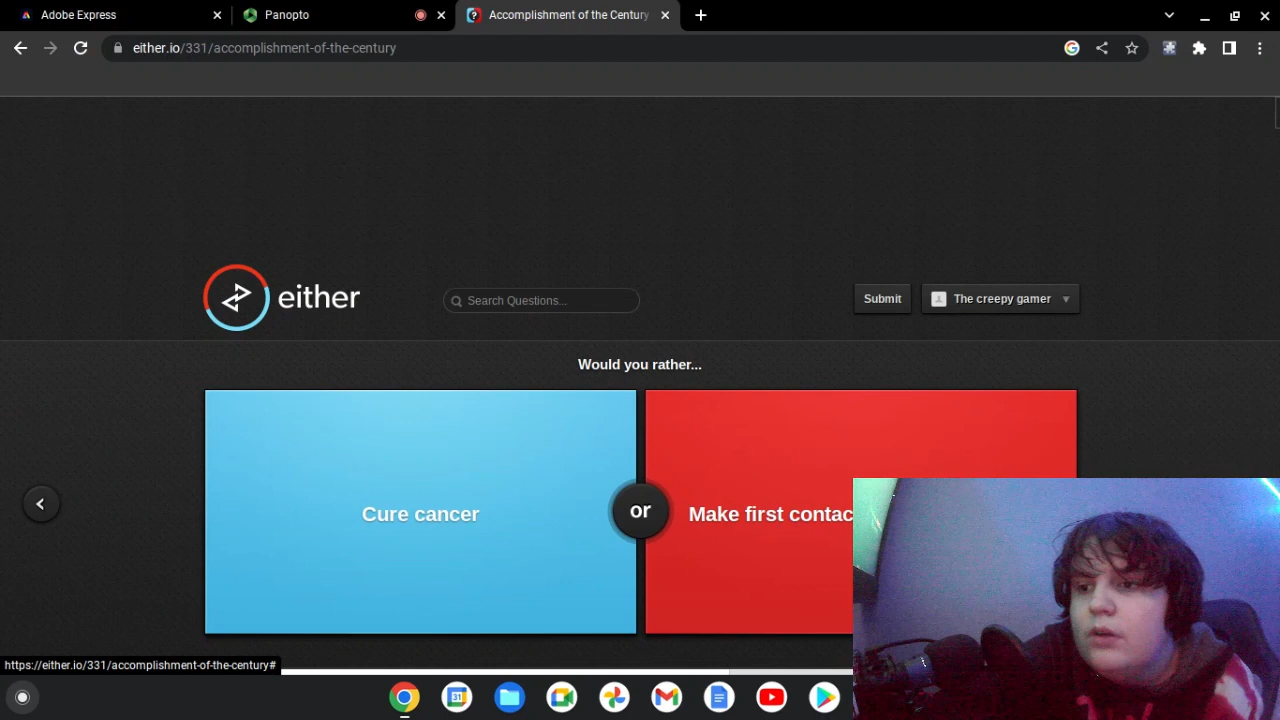 Adobe Express
Panopto
Accomplishment of the Century
either.io/331/accomplishment-of-the-century
either
Search Questions...
Submit
The creepy gamer
Would you rather...
Cure cancer
or
Make first contac
https://either.io/331/accomplishment-of-the-century#
31